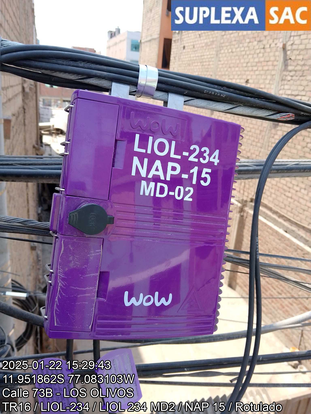 SUPLEXA SAC
WOW
LIOL-234
NAP-15
MD-02
wow
2025-01-22 15:29:43
11.951862S 77.083103W
Calle 73B - LOS OLIVOS
TR16 / LIOL-234 / LIOL 234 MD2 / NAP 15 / Rotulado